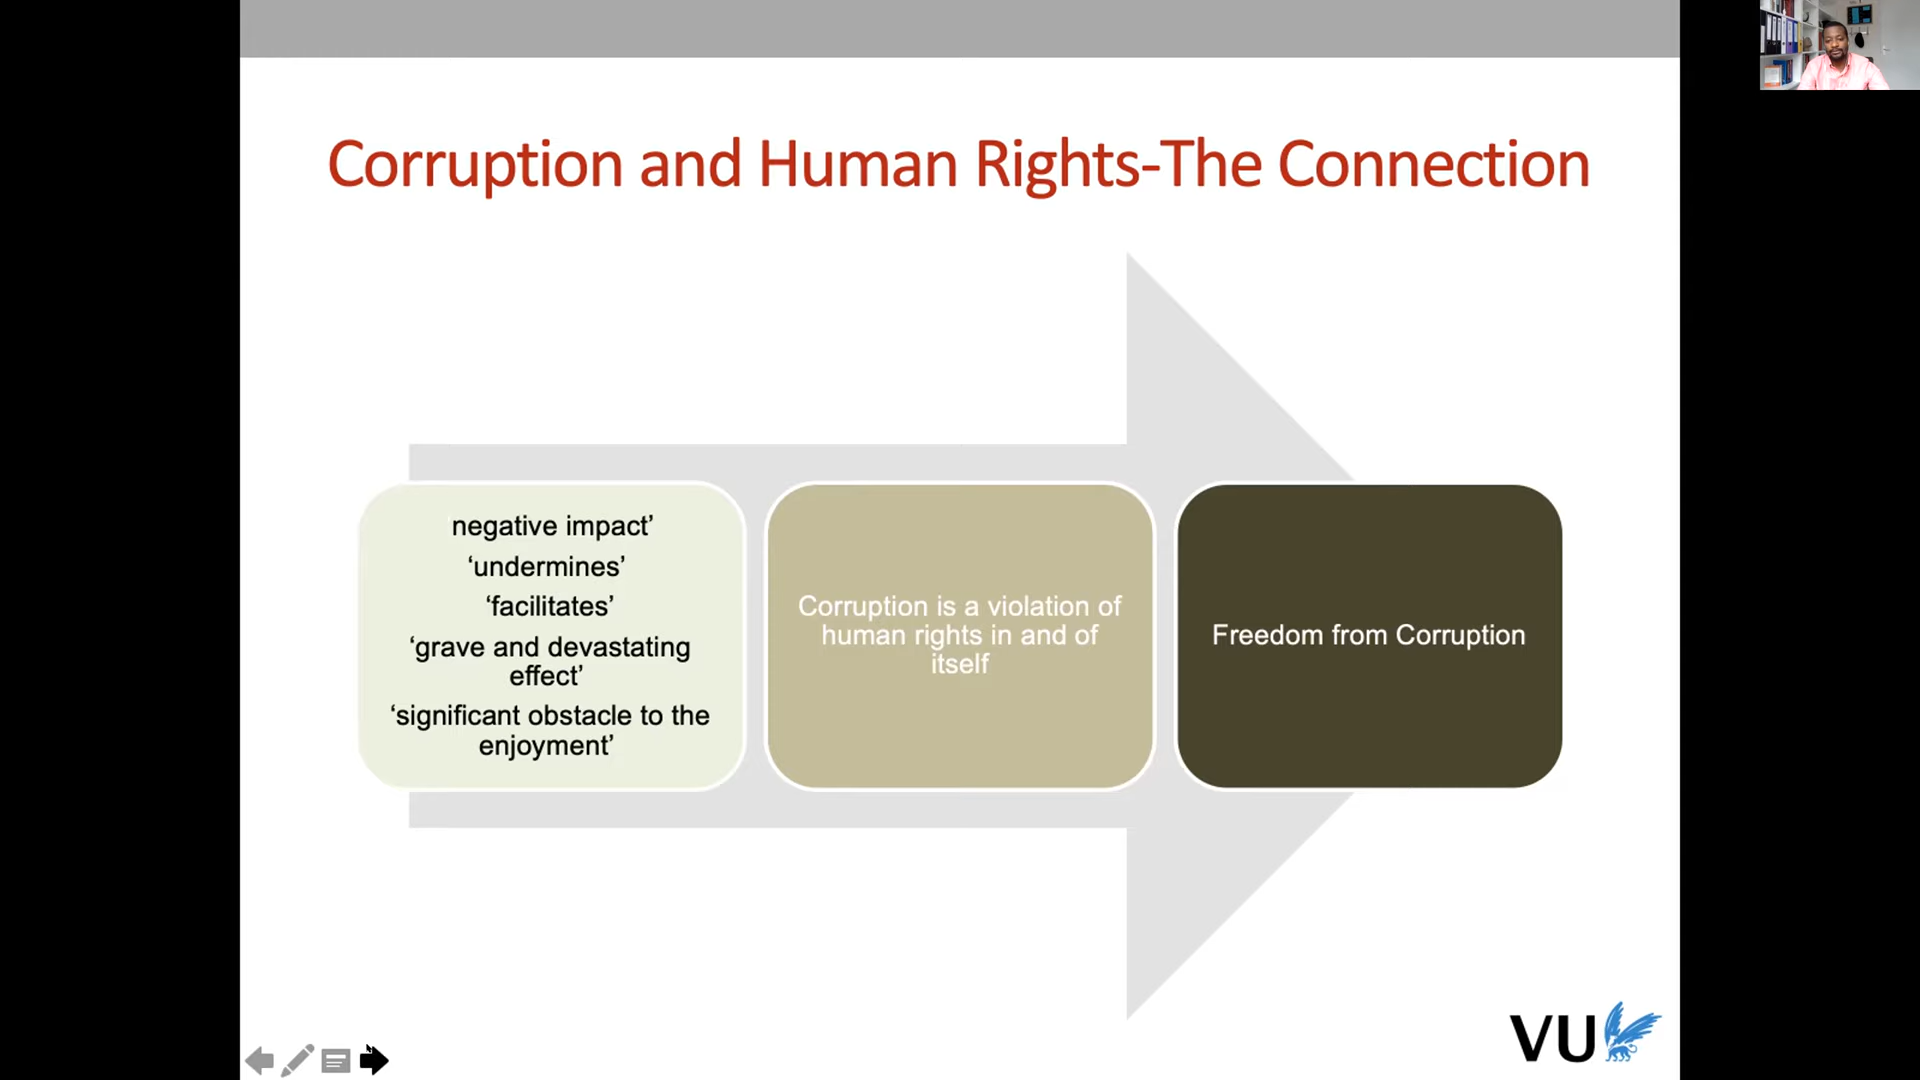 Corruption and Human Rights-The Connection
negative impact’
‘undermines’
‘facilitates’
‘grave and devastating
effect’
‘significant obstacle to the
enjoyment’
Corruption is a violation of
human rights in and of
itself
Freedom from Corruption
VU